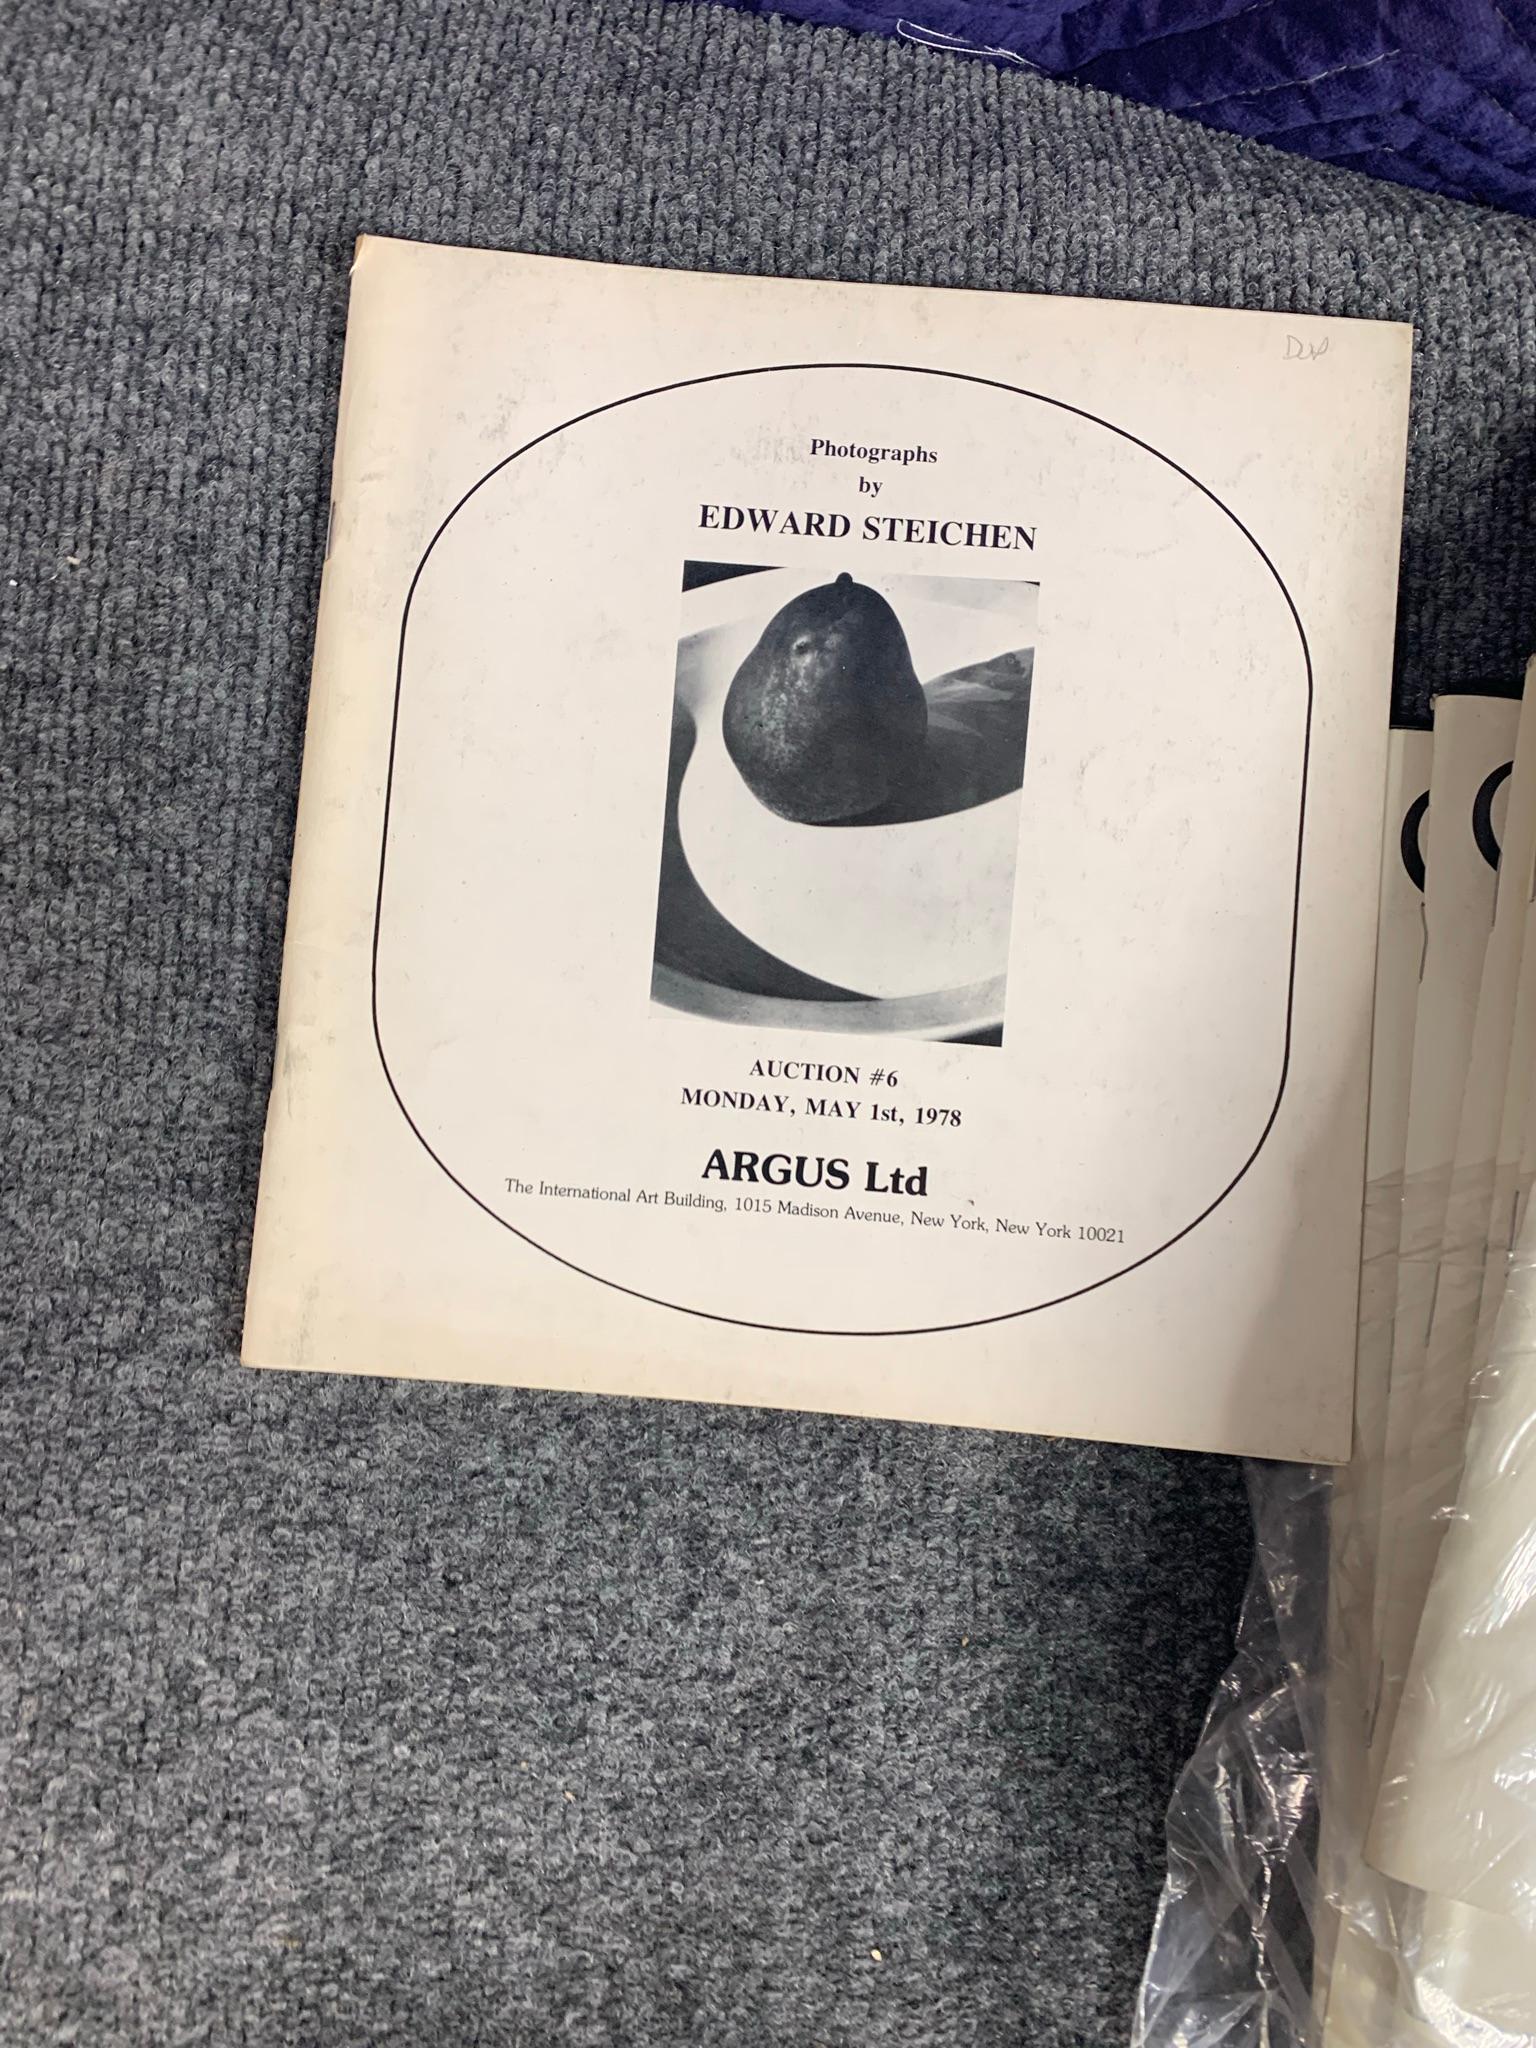 Dup
Photographs
by
EDWARD STEICHEN
AUCTION #6
MONDAY, MAY 1st, 1978
ARGUS Ltd
The International Art Building, 1015 Madison Avenue, New York, New York 10021